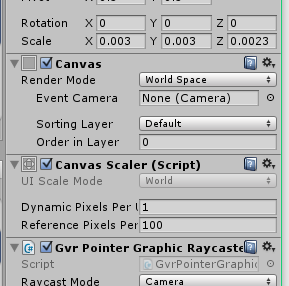 Rotation X 0 Y 0 Z 0
Scale X 0.003 Y 0.003 Z 0.0023
Canvas
Render Mode World Space
Event Camera None (Camera)
Sorting Layer Default
Order in Layer 0
Canvas Scaler (Script)
UI Scale Mode World
Dynamic Pixels Per U 1
Reference Pixels Per 100
Gvr Pointer Graphic Raycaste
Script GvrPointerGraphic
Raycast Mode Camera